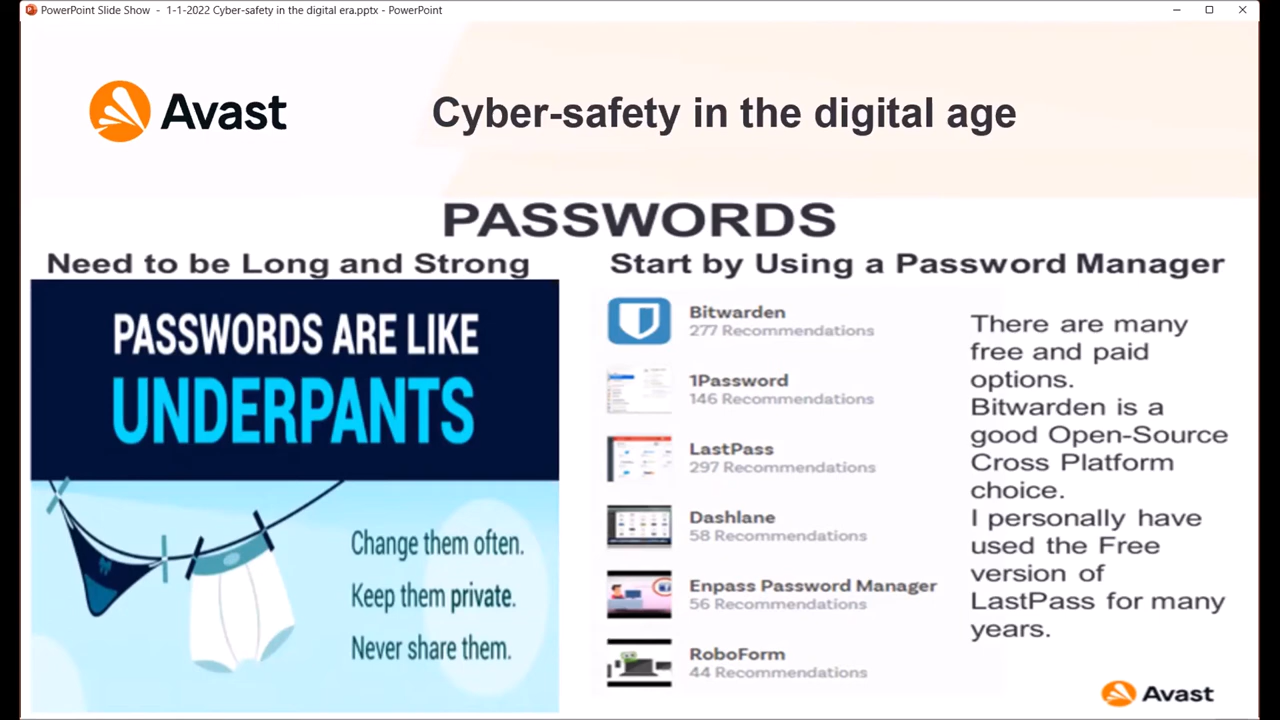 PowerPoint Slide Show - 1-1-2022 Cyber-safety in the digital era.pptx - PowerPoint
Avast
Cyber-safety in the digital age
PASSWORDS
Need to be Long and Strong
PASSWORDS ARE LIKE
UNDERPANTS
Change them often.
Keep them private.
Never share them.
Start by Using a Password Manager
Bitwarden
277 Recommendations
1Password
146 Recommendations
LastPass
297 Recommendations
Dashlane
58 Recommendations
Enpass Password Manager
56 Recommendations
RoboForm
44 Recommendations
There are many
free and paid
options.
Bitwarden is a
good Open-Source
Cross Platform
choice.
I personally have
used the Free
version of
LastPass for many
years.
Avast